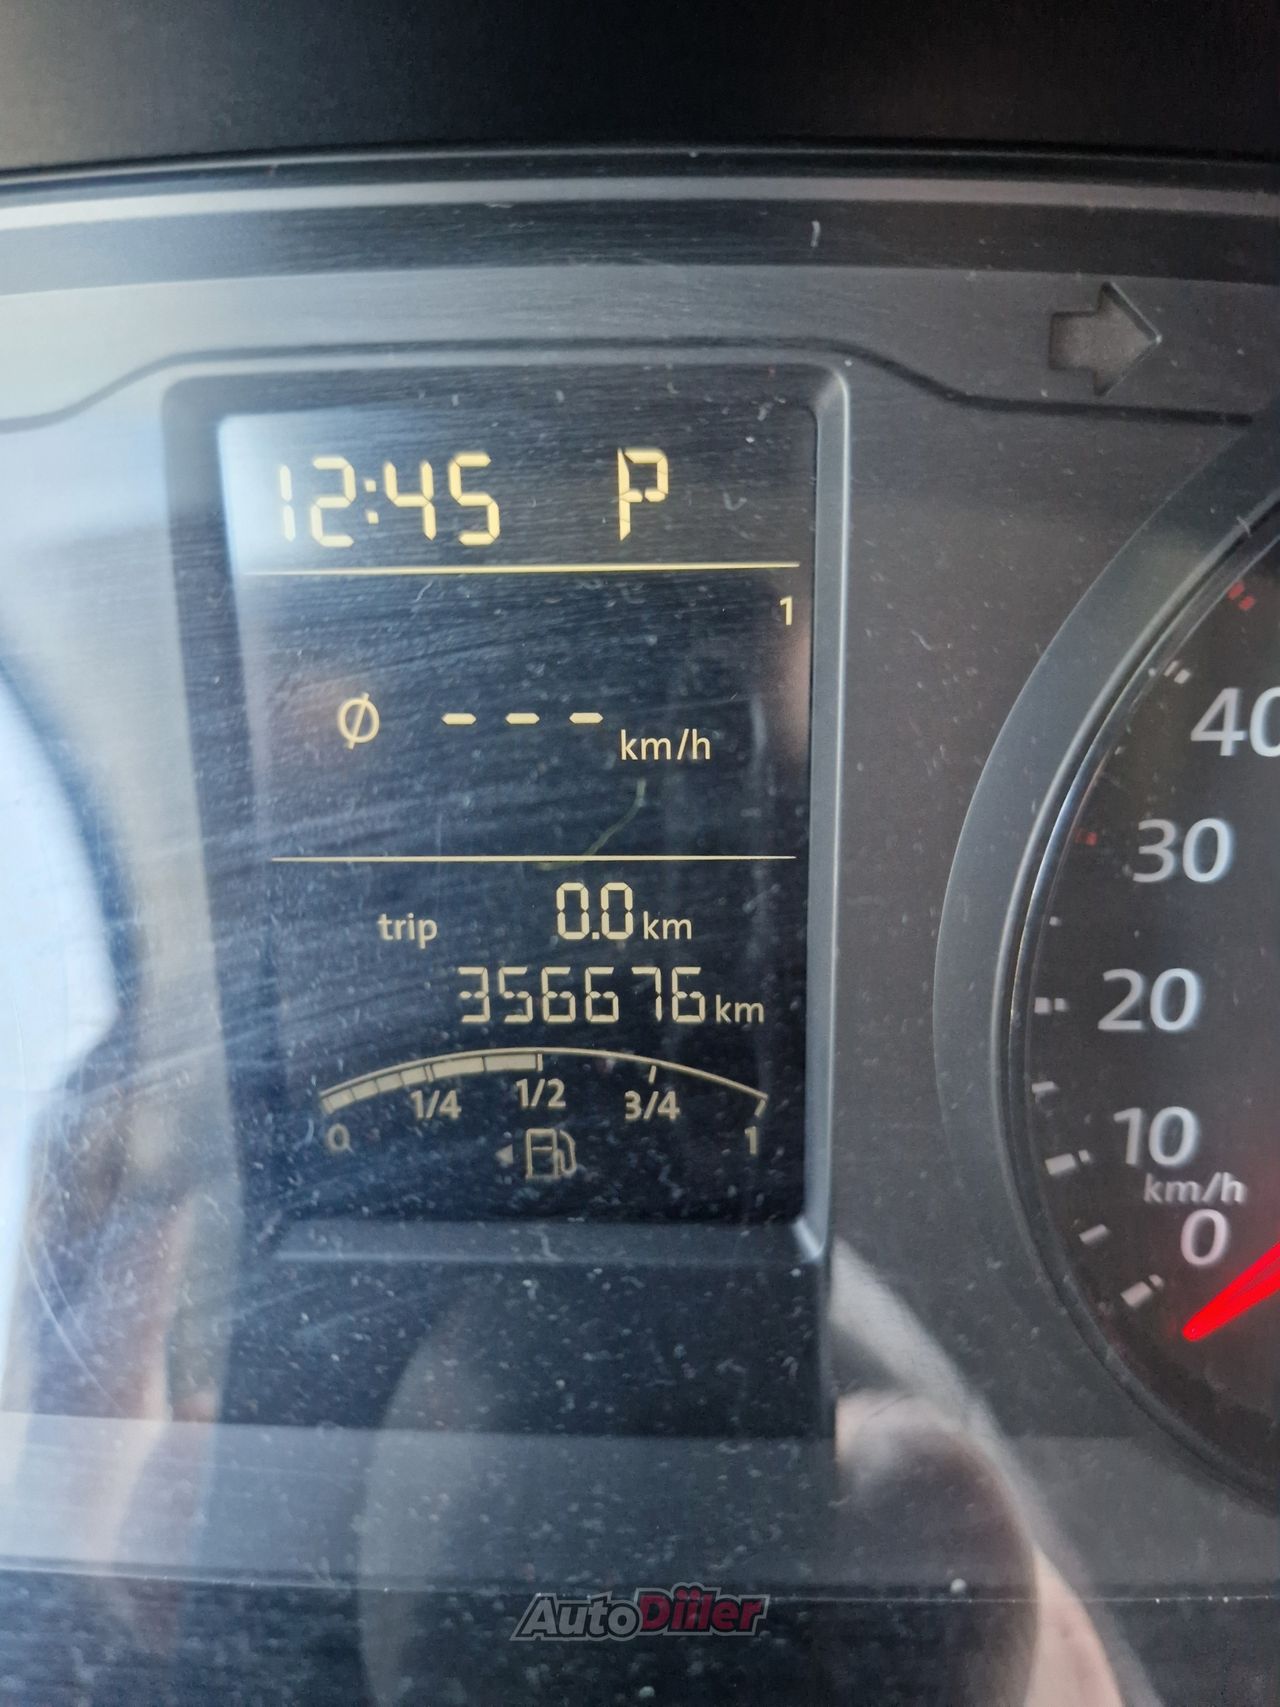 12:45 P
1
Ø --- km/h
trip 0.0 km
356676 km
0 1/4 1/2 3/4 1
40
30
20
10
km/h
0
AutoDiiler